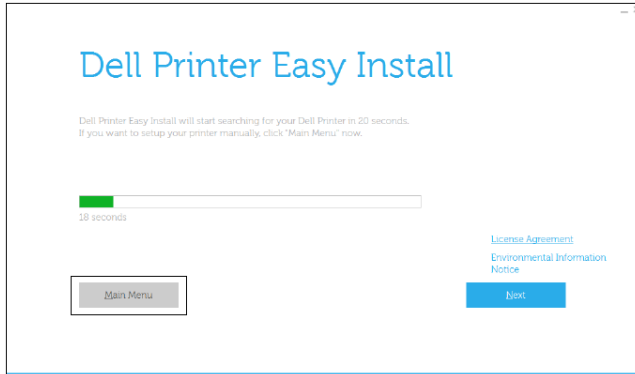 Dell Printer Easy Install
Dell Printer Easy Install will start searching for your Dell Printer in 20 seconds.
If you want to setup your printer manually, click "Main Menu" now.
18 seconds
License Agreement
Environmental Information
Notice
Main Menu
Next